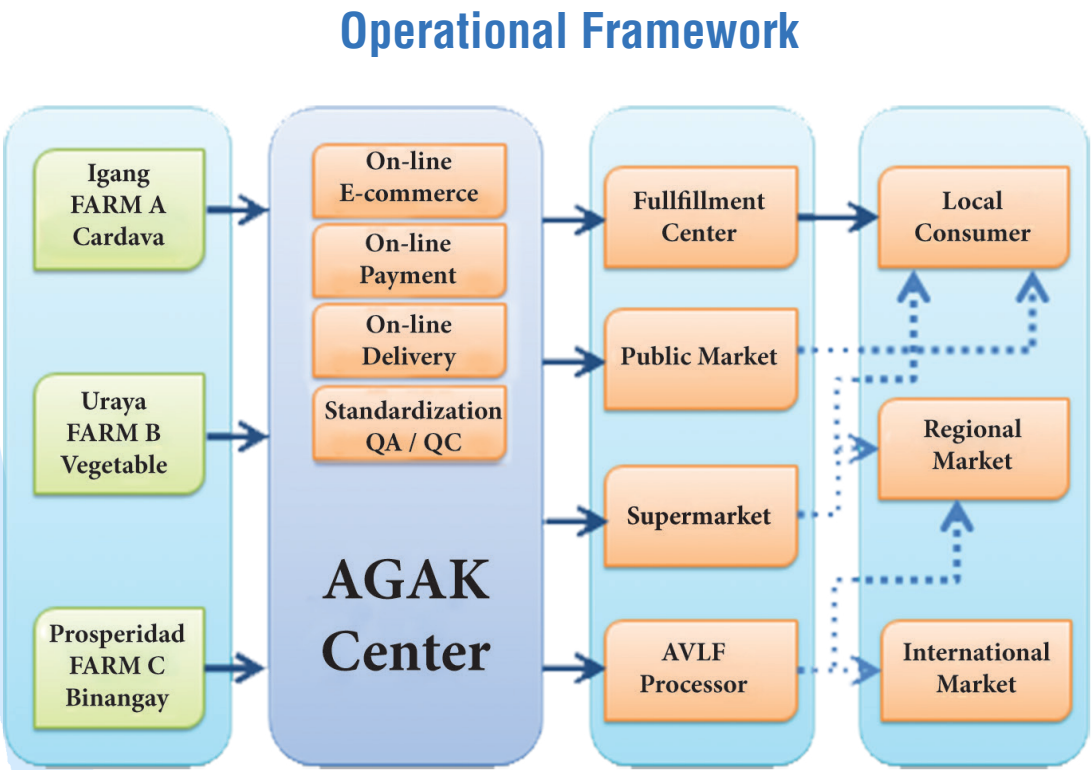 Operational Framework
Igang
FARM A
Cardava
Uraya
FARM B
Vegetable
Prosperidad
FARM C
Binangay
On-line
E-commerce
On-line
Payment
On-line
Delivery
Standardization
QA / QC
AGAK
Center
Fullfillment
Center
Public Market
Supermarket
AVLF
Processor
Local
Consumer
Regional
Market
International
Market